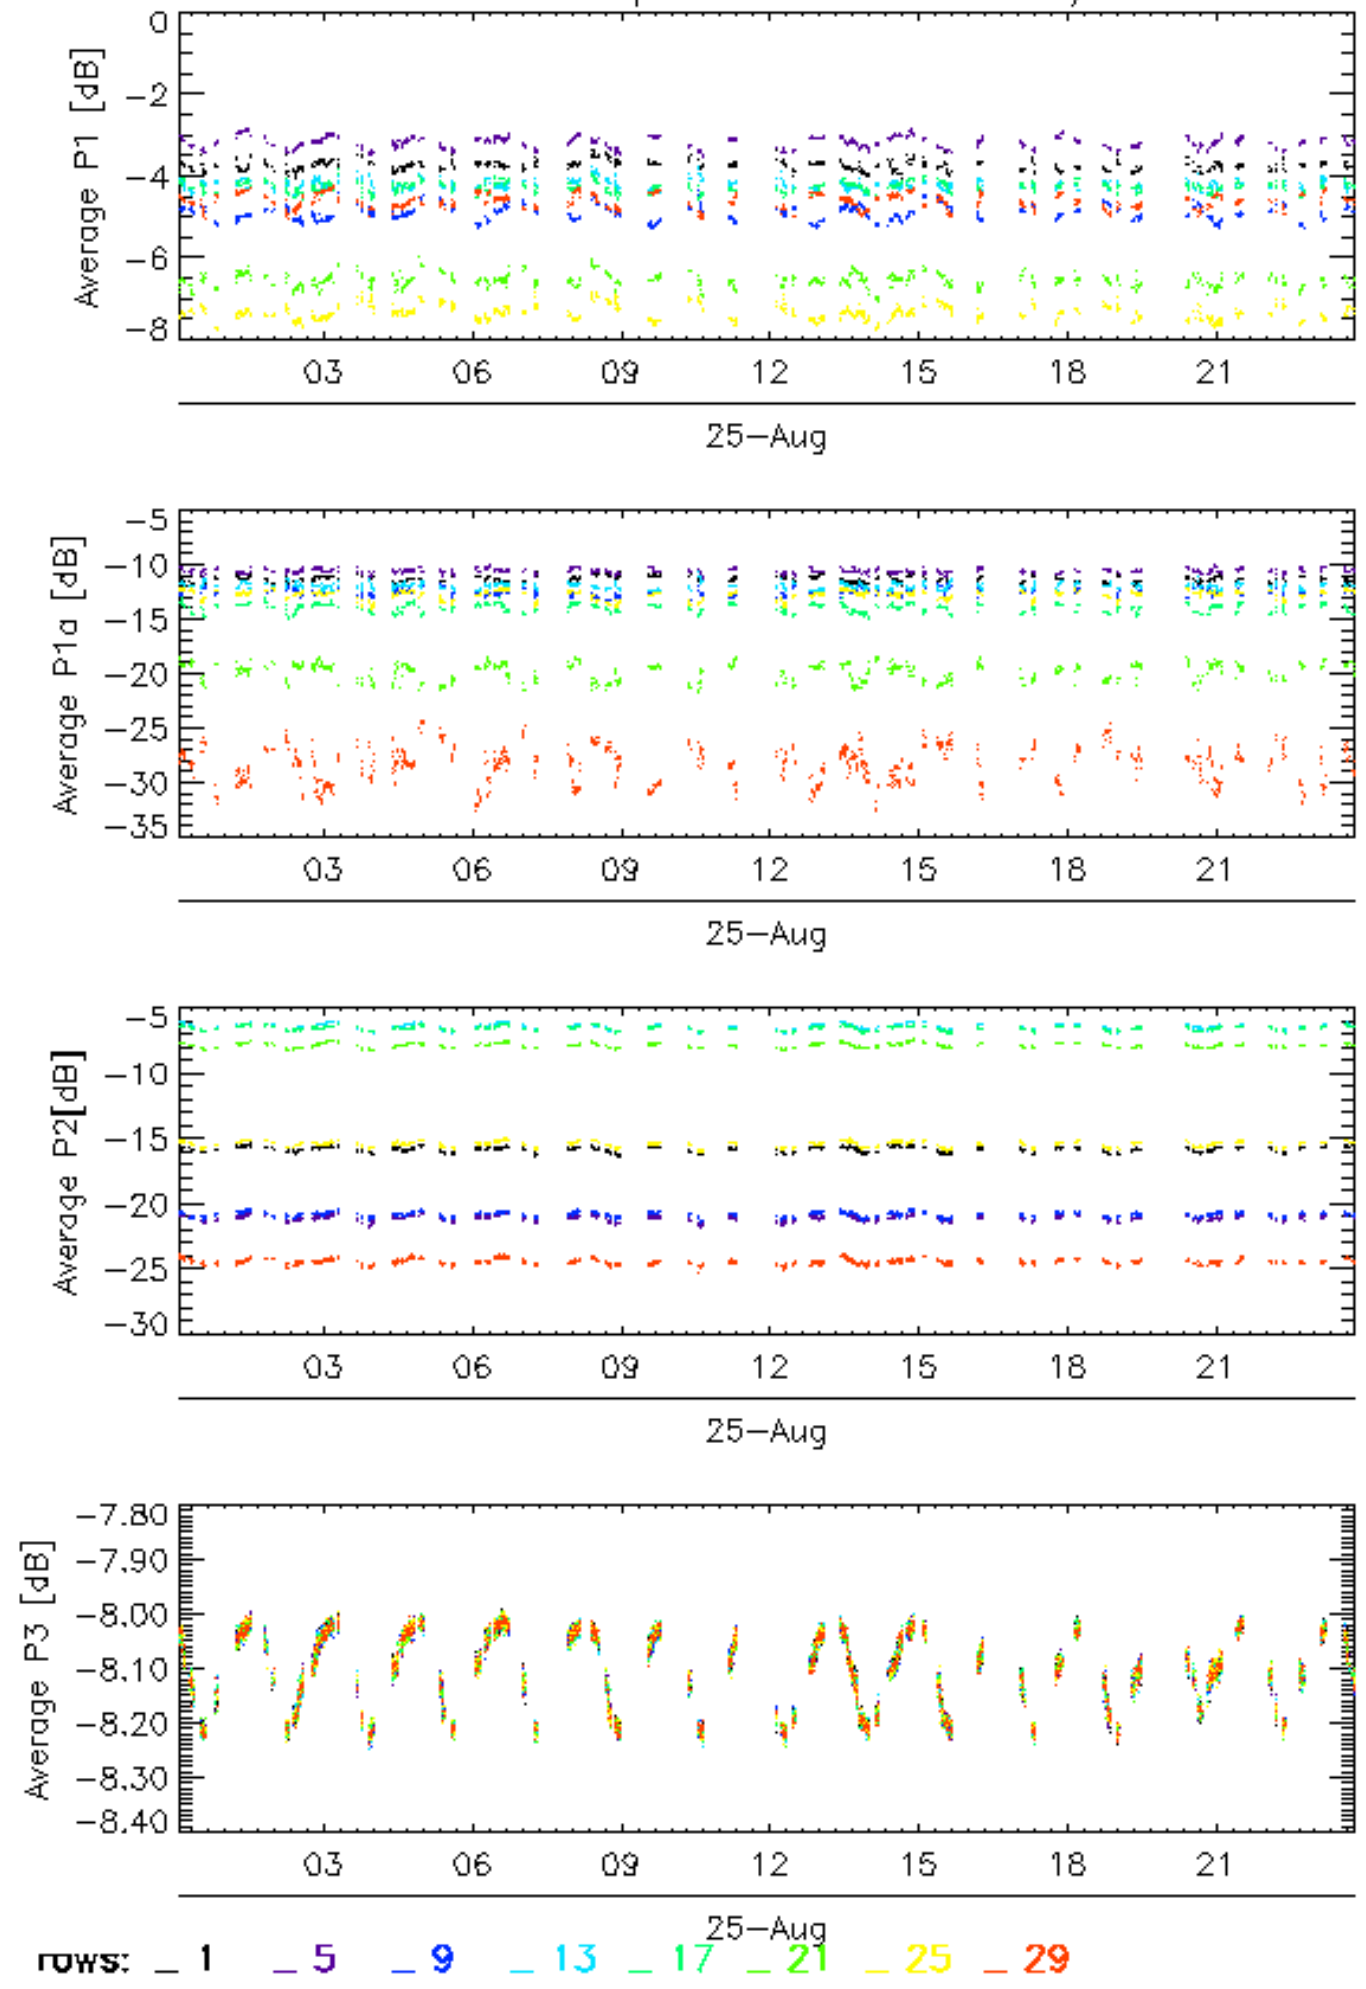 0
-2
-4
-6
-8
Average P1 [dB]
03 06 09 12 15 18 21
25-Aug
-5
-10
-15
-20
-25
-30
-35
Average P1a [dB]
03 06 09 12 15 18 21
25-Aug
-5
-10
-15
-20
-25
-30
Average P2[dB]
03 06 09 12 15 18 21
25-Aug
-7.80
-7.90
-8.00
-8.10
-8.20
-8.30
-8.40
Average P3 [dB]
03 06 09 12 15 18 21
25-Aug
rows: _ 1 _ 5 _ 9 _ 13 _ 17 _ 21 _ 25 _ 29